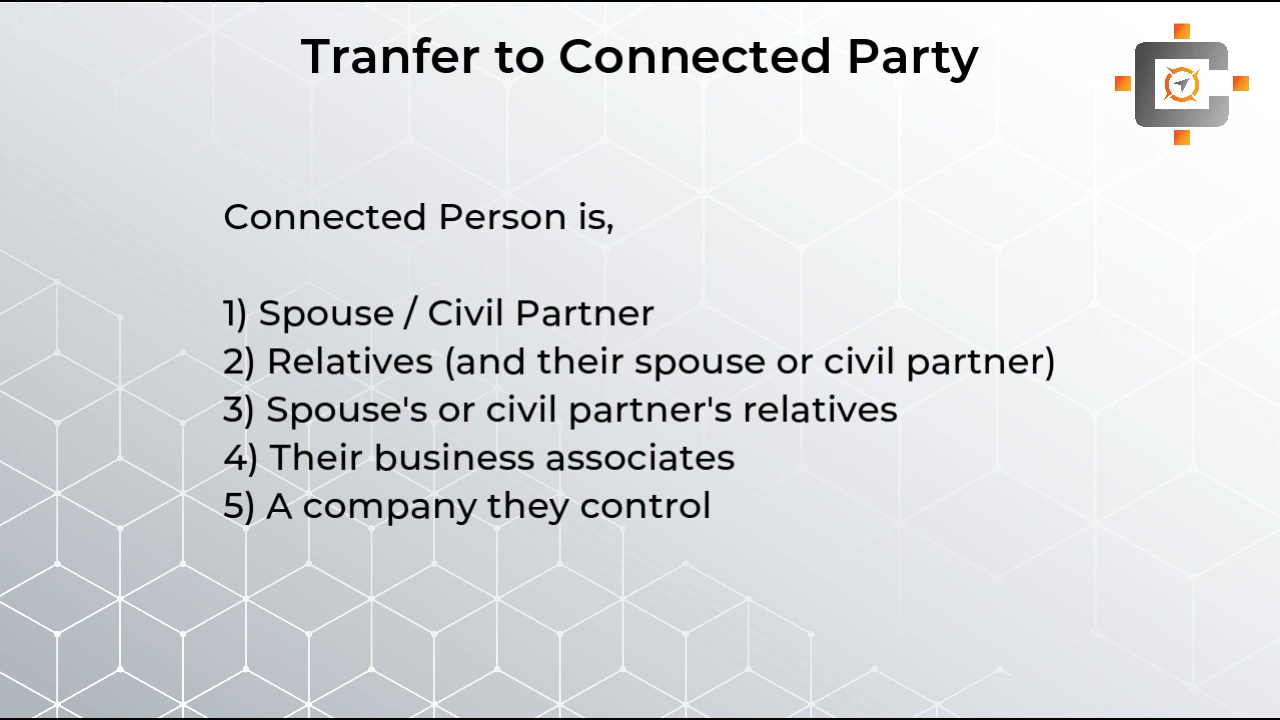 Tranfer to Connected Party
Connected Person is,
1) Spouse / Civil Partner
2) Relatives (and their spouse or civil partner)
3) Spouse's or civil partner's relatives
4) Their business associates
5) A company they control